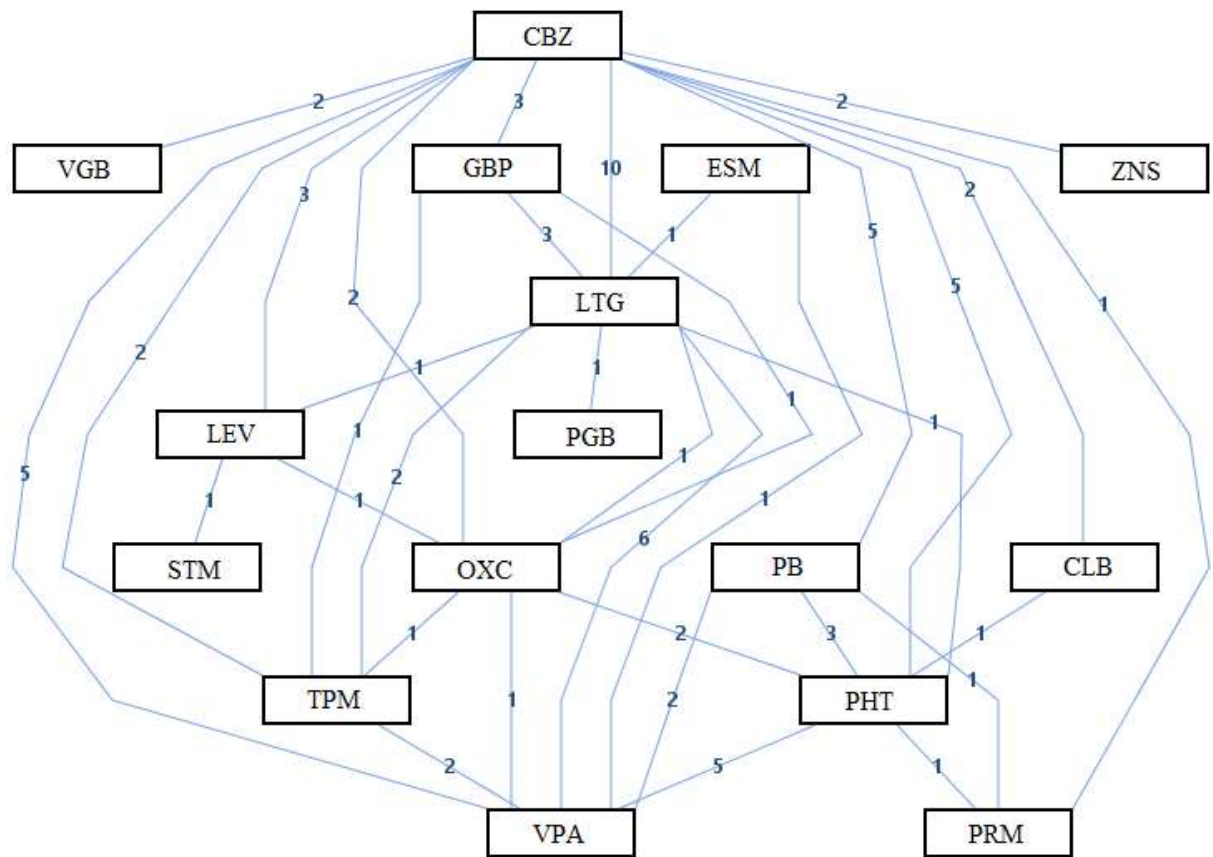 CBZ
2 3 2
VGB GBP ESM ZNS
10
3 2
5
3 1
5
2 LTG 1
2
1 1
1
LEV PGB 1
1
2
5 1
1 1 1
6
STM OXC PB CLB
1 2 3 1
1
TPM 1 2 PHT
2 5 1
VPA PRM